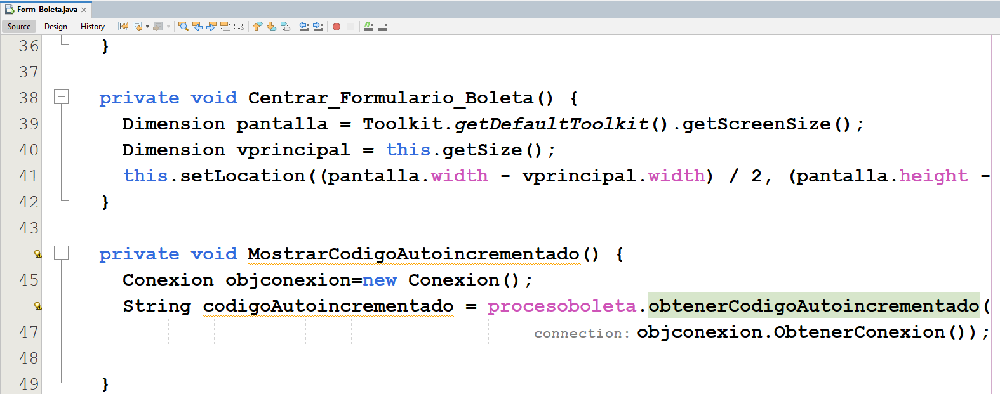 Form_Boleta.java
Source Design History
36 }
37
38 private void Centrar_Formulario_Boleta() {
39 Dimension pantalla = Toolkit.getDefaultToolkit().getScreenSize();
40 Dimension vprincipal = this.getSize();
41 this.setLocation((pantalla.width - vprincipal.width) / 2, (pantalla.height -
42 }
43
private void MostrarCodigoAutoincrementado() {
45 Conexion objconexion=new Conexion();
String codigoAutoincrementado = procesoboleta.obtenerCodigoAutoincrementado(
47 connection: objconexion.ObtenerConexion());
48
49 }